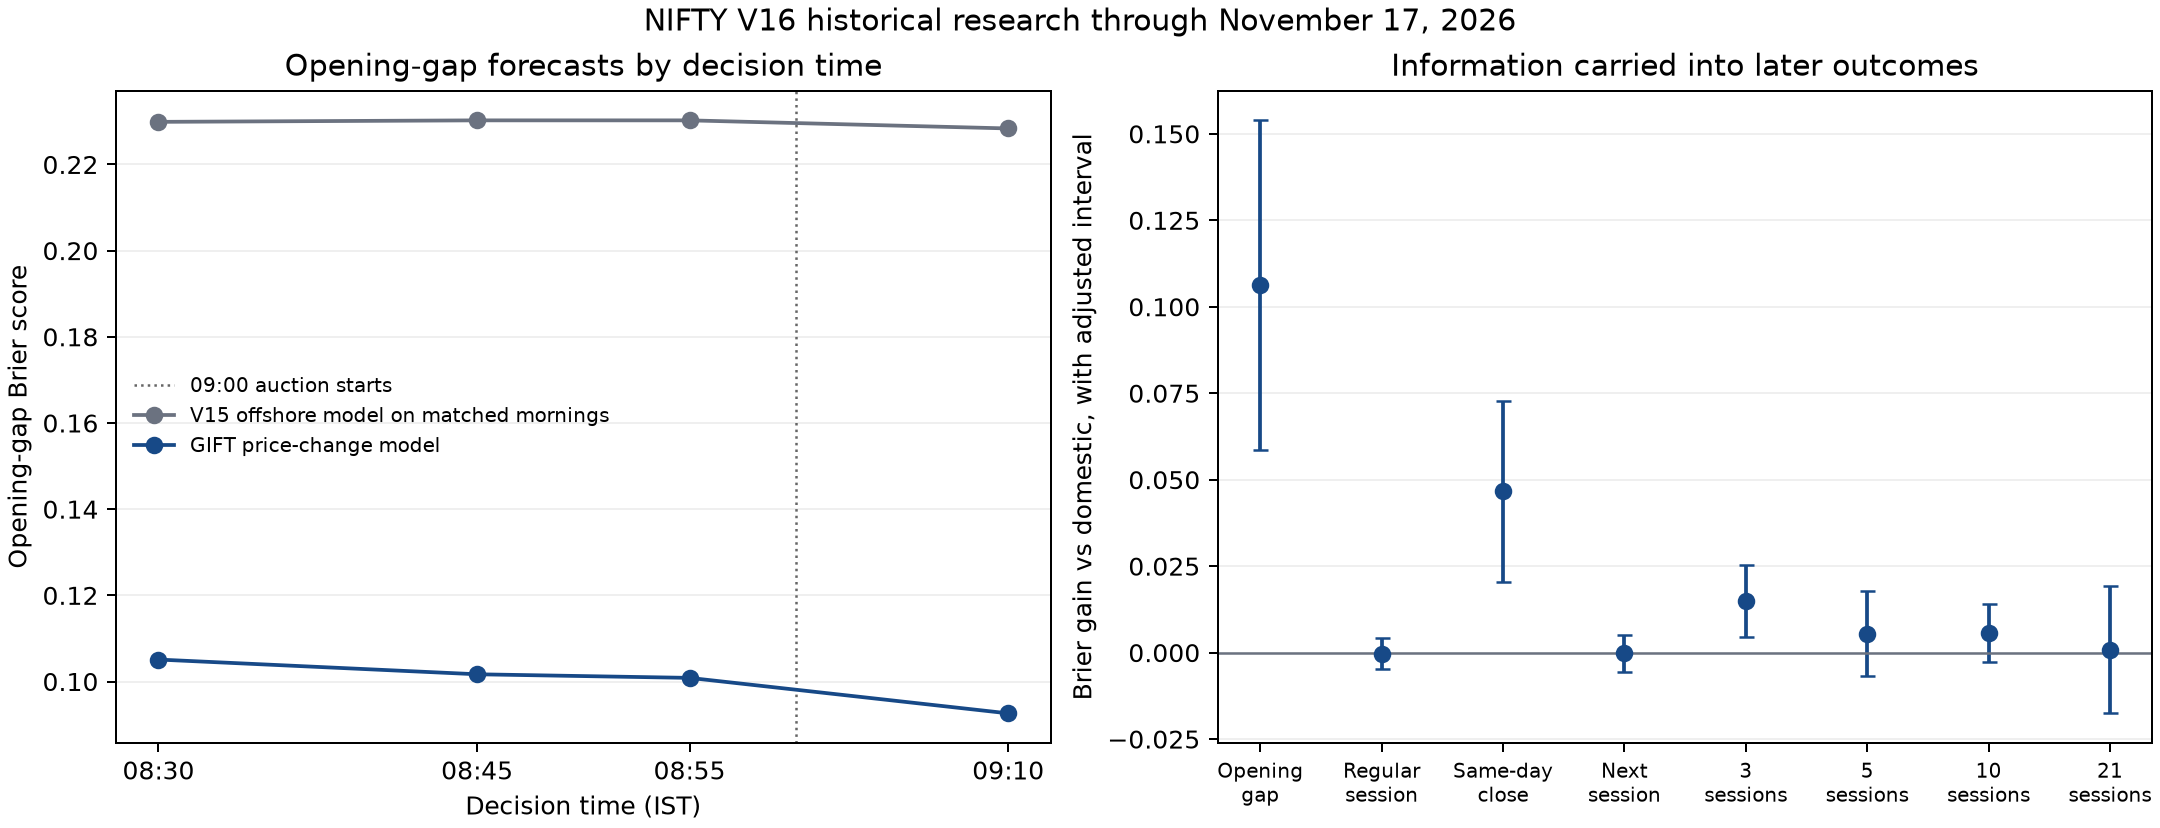 NIFTY V16 historical research through November 17, 2026
Opening-gap forecasts by decision time
Opening-gap Brier score
0.22
0.20
0.18
0.16
0.14
0.12
0.10
09:00 auction starts
V15 offshore model on matched mornings
GIFT price-change model
08:30
08:45
08:55
09:10
Decision time (IST)
Information carried into later outcomes
Brier gain vs domestic, with adjusted interval
0.150
0.125
0.100
0.075
0.050
0.025
0.000
−0.025
Opening
gap
Regular
session
Same-day
close
Next
session
3
sessions
5
sessions
10
sessions
21
sessions